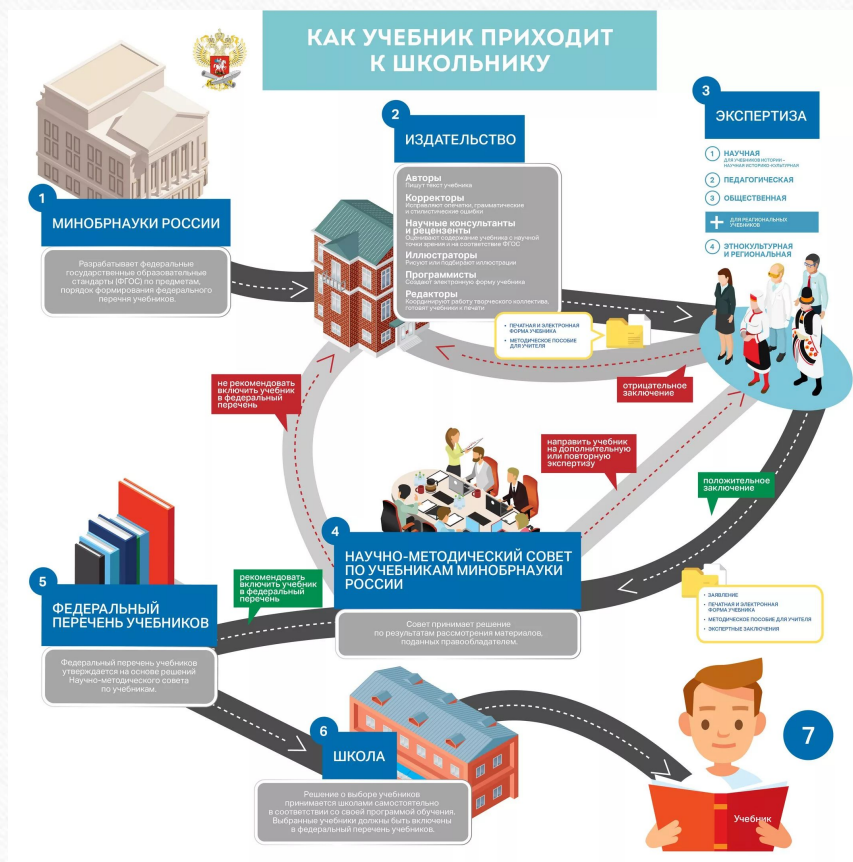 КАК УЧЕБНИК ПРИХОДИТ
К ШКОЛЬНИКУ
1
МИНОБРНАУКИ РОССИИ
Разрабатывает федеральные
государственные образовательные
стандарты (ФГОС) по предметам,
порядок формирования федерального
перечня учебников.
2
ИЗДАТЕЛЬСТВО
Авторы
Пишут текст учебника
Корректоры
Исправляют опечатки, грамматические
и стилистические ошибки
Научные консультанты
и рецензенты
Оценивают содержание учебника с научной
точки зрения и на соответствие ФГОС
Иллюстраторы
Рисуют или подбирают иллюстрации
Программисты
Создают электронную форму учебника
Редакторы
Координируют работу творческого коллектива,
готовят учебники к печати
• ПЕЧАТНАЯ И ЭЛЕКТРОННАЯ
ФОРМА УЧЕБНИКА
• МЕТОДИЧЕСКОЕ ПОСОБИЕ
ДЛЯ УЧИТЕЛЯ
3
ЭКСПЕРТИЗА
1 НАУЧНАЯ
ДЛЯ УЧЕБНИКОВ ИСТОРИИ –
НАУЧНАЯ ИСТОРИКО-КУЛЬТУРНАЯ
2 ПЕДАГОГИЧЕСКАЯ
3 ОБЩЕСТВЕННАЯ
+ ДЛЯ РЕГИОНАЛЬНЫХ
УЧЕБНИКОВ
4 ЭТНОКУЛЬТУРНАЯ
И РЕГИОНАЛЬНАЯ
не рекомендовать
включить учебник
в федеральный
перечень
отрицательное
заключение
направить учебник
на дополнительную
или повторную
экспертизу
положительное
заключение
4
НАУЧНО-МЕТОДИЧЕСКИЙ СОВЕТ
ПО УЧЕБНИКАМ МИНОБРНАУКИ
РОССИИ
Совет принимает решение
по результатам рассмотрения материалов,
поданных правообладателем.
• ЗАЯВЛЕНИЕ
• ПЕЧАТНАЯ И ЭЛЕКТРОННАЯ
ФОРМА УЧЕБНИКА
• МЕТОДИЧЕСКОЕ ПОСОБИЕ ДЛЯ УЧИТЕЛЯ
• ЭКСПЕРТНЫЕ ЗАКЛЮЧЕНИЯ
рекомендовать
включить учебник
в федеральный
перечень
5
ФЕДЕРАЛЬНЫЙ
ПЕРЕЧЕНЬ УЧЕБНИКОВ
Федеральный перечень учебников
утверждается на основе решений
Научно-методического совета
по учебникам.
6
ШКОЛА
Решение о выборе учебников
принимается школами самостоятельно
в соответствии со своей программой обучения.
Выбранные учебники должны быть включены
в федеральный перечень учебников.
7
Учебник